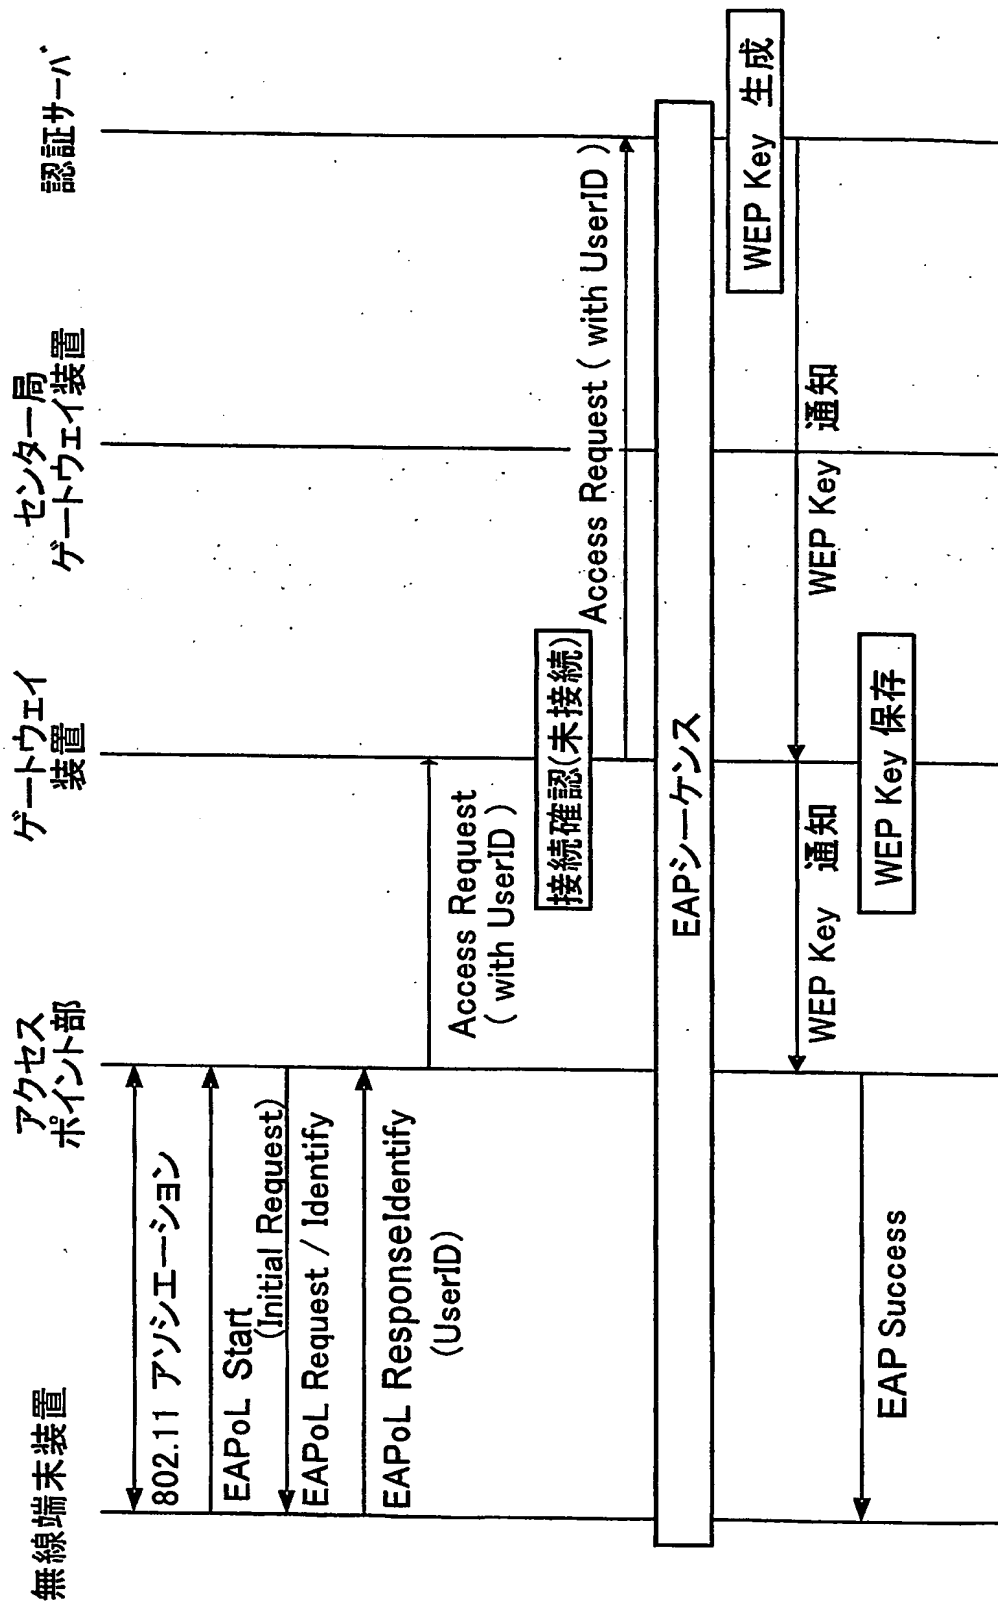 無線端末装置
アクセス
ポイント部
ゲートウェイ
装置
センター局
ゲートウェイ装置
認証サーバ
802.11 アソシエーション
EAPoL Start
(Initial Request)
EAPoL Request / Identify
EAPoL ResponseIdentify
(UserID)
Access Request
( with UserID )
接続確認(未接続)
Access Request ( with UserID)
EAPシーケンス
WEP Key 生成
WEP Key 通知
WEP Key 通知
WEP Key 保存
EAP Success